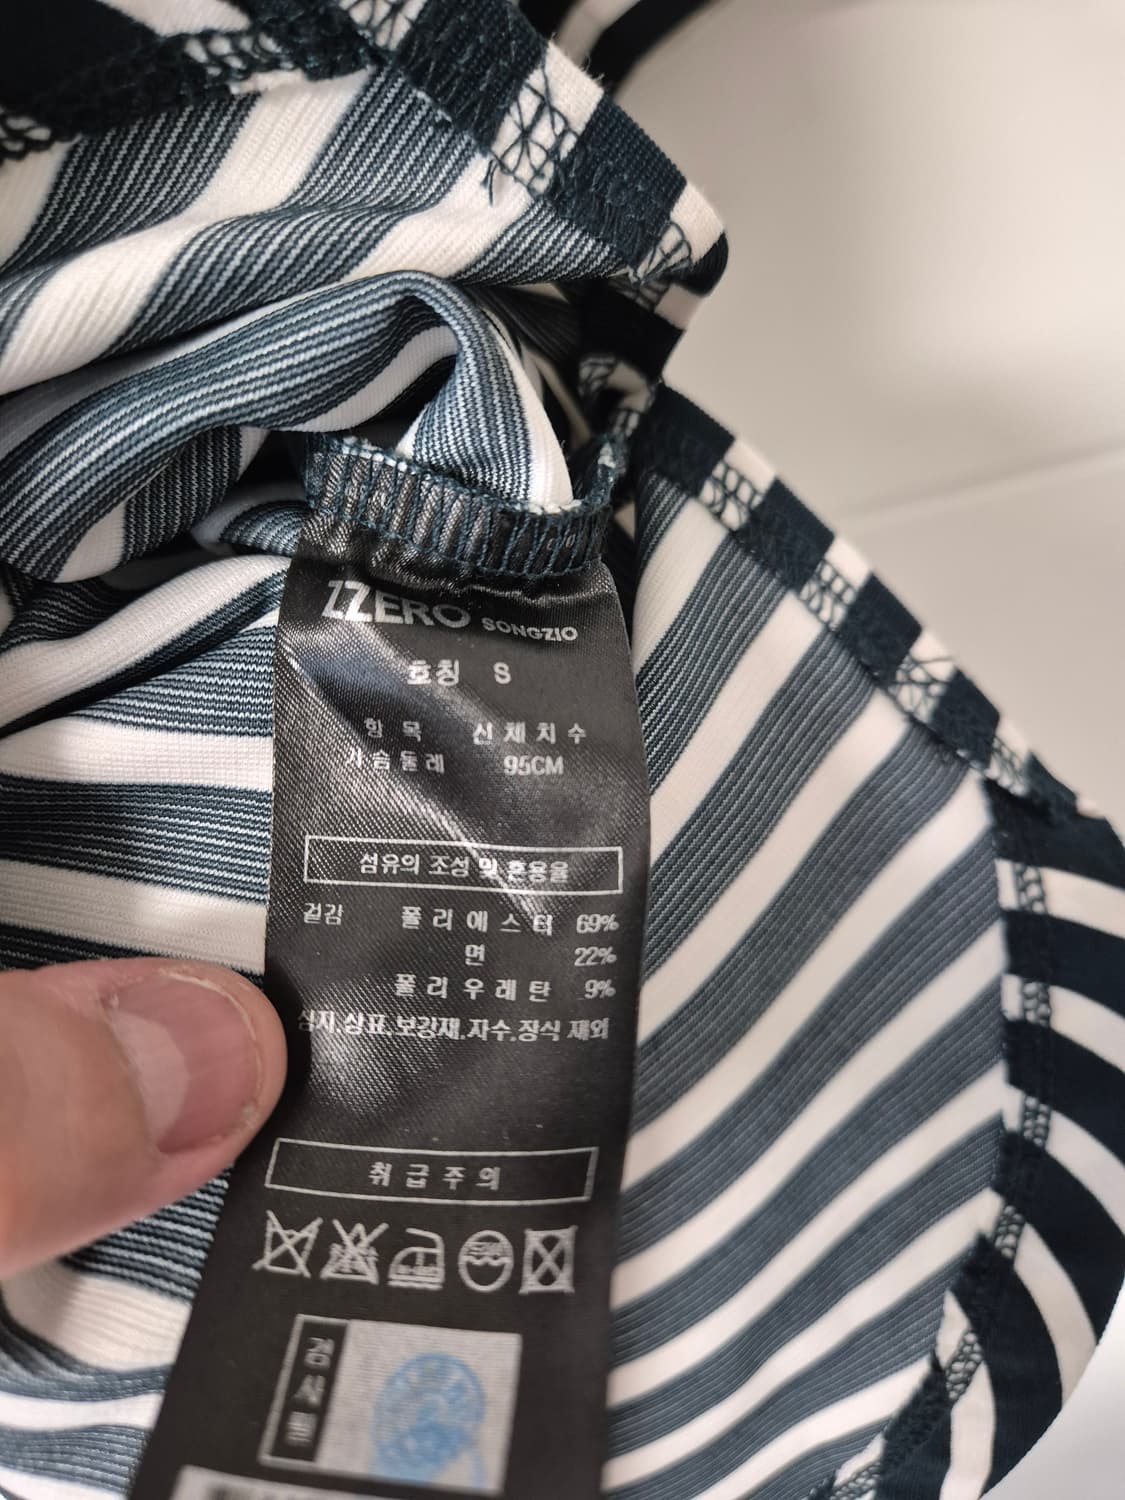 ZZERO SONGZIO
호칭 S
항목 신체치수
가슴둘레 95CM
섬유의 조성 및 혼용율
겉감 폴리에스터 69%
면 22%
폴리우레탄 9%
심지,상표,보강재,자수,장식 제외
취급주의
검사필